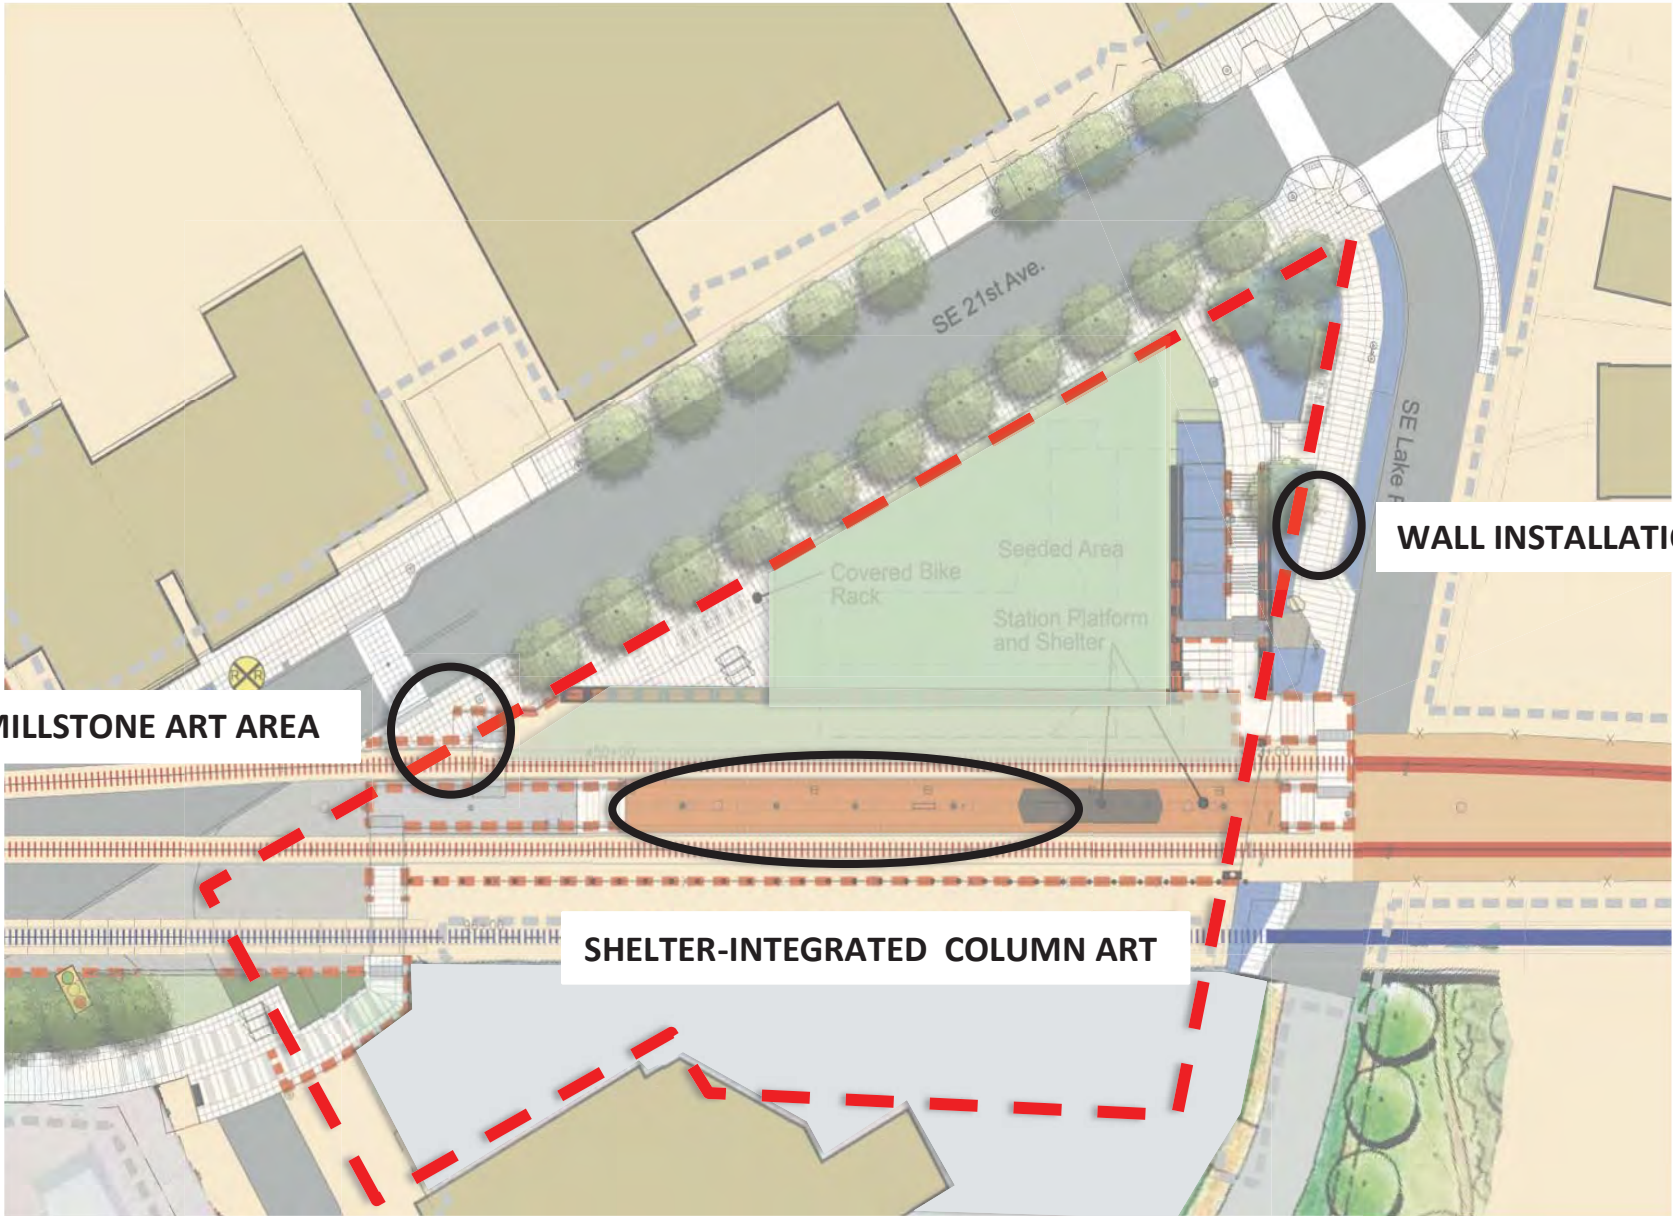 SE 21st Ave.
SE Lake
WALL INSTALLATI
Seeded Area
Covered Bike
Rack
Station Platform
and Shelter
R R
MILLSTONE ART AREA
SHELTER-INTEGRATED COLUMN ART